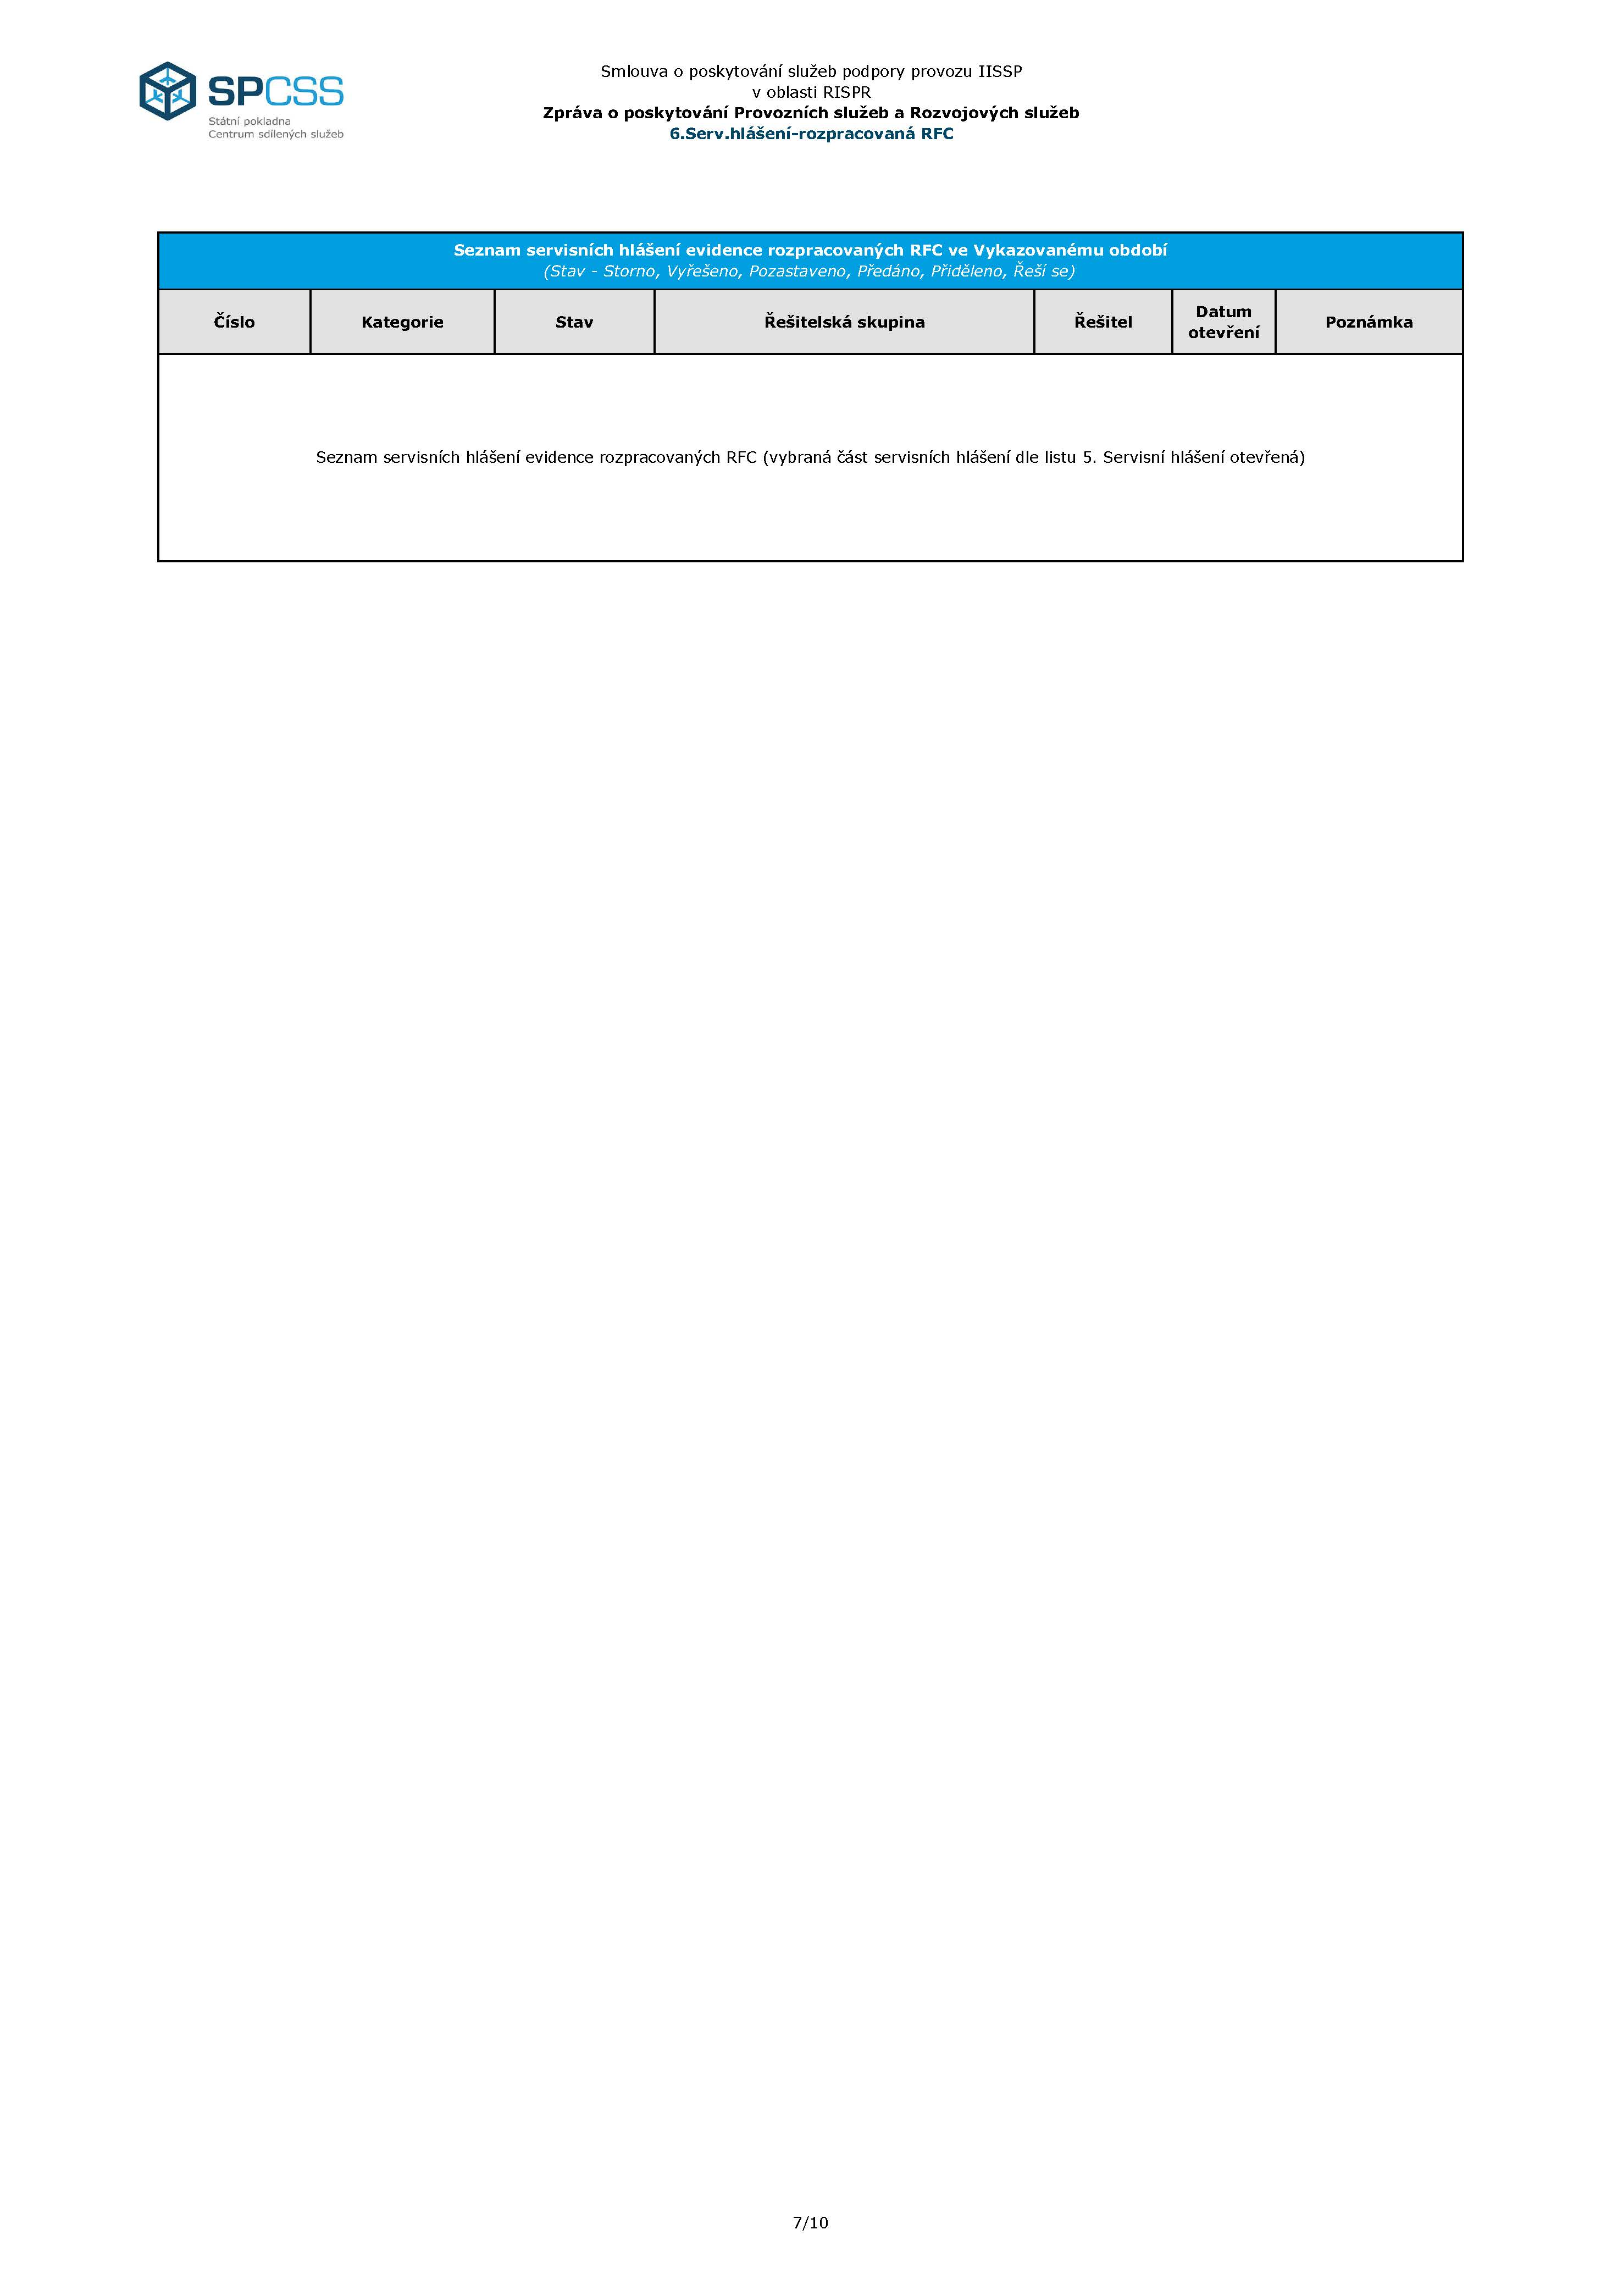 SPCSS
Státní pokladna
Centrum sdílených služeb
Smlouva o poskytování služeb podpory provozu IISSP
v oblasti RISPR
Zpráva o poskytování Provozních služeb a Rozvojových služeb
6.Serv.hlášení-rozpracovaná RFC
Seznam servisních hlášení evidence rozpracovaných RFC ve Vykazovanému období
(Stav - Storno, Vyřešeno, Pozastaveno, Předáno, Přiděleno, Řeší se)
Číslo
Kategorie
Stav
Řešitelská skupina
Řešitel
Datum
otevření
Poznámka
Seznam servisních hlášení evidence rozpracovaných RFC (vybraná část servisních hlášení dle listu 5. Servisní hlášení otevřená)
7/10